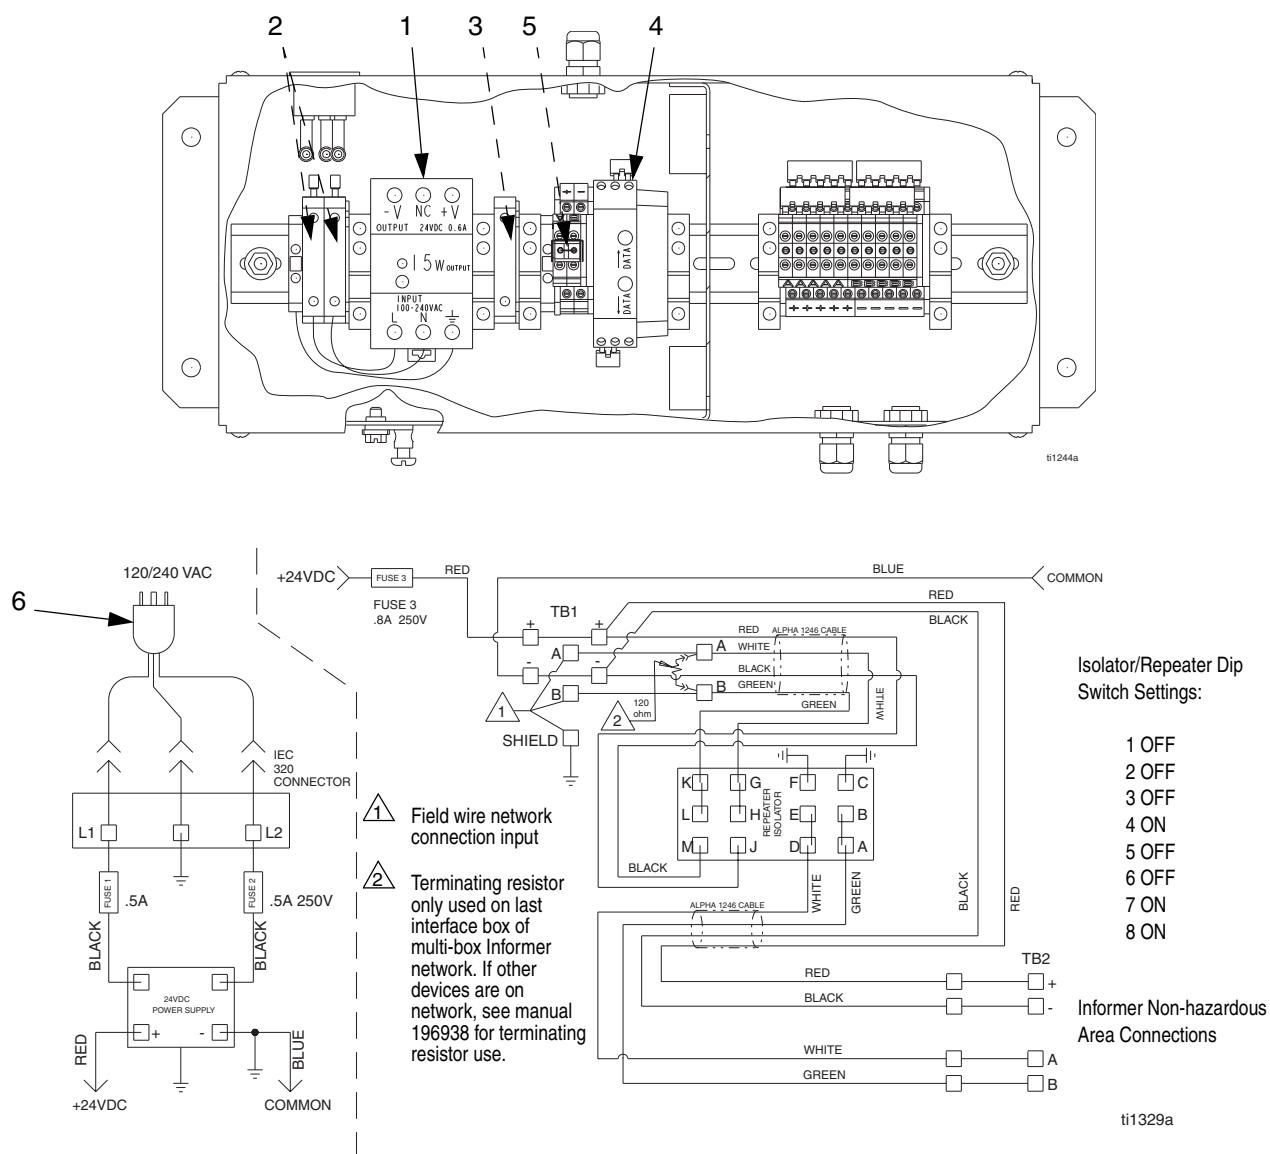 2
1
3
5
4
-V NC +V
OUTPUT 24VDC 0.6A
15W OUTPUT
INPUT
100-240VAC
L N
+ -
DATA
DATA
+ + + + + - - - - -
ti1244a
120/240 VAC
6
IEC
320
CONNECTOR
L1
L2
FUSE 1
.5A
FUSE 2
.5A 250V
BLACK
BLACK
24VDC
POWER SUPPLY
+
-
RED
BLUE
+24VDC
COMMON
+24VDC
FUSE 3
RED
FUSE 3
.8A 250V
BLUE
COMMON
RED
BLACK
TB1
+
+
A
-
-
B
SHIELD
1
2
120
ohm
A
B
RED
ALPHA 1246 CABLE
WHITE
BLACK
GREEN
GREEN
WHITE
K
G
F
C
L
H
E
B
M
J
D
A
REPEATER
ISOLATOR
BLACK
WHITE
GREEN
BLACK
RED
ALPHA 1246 CABLE
TB2
RED
+
BLACK
-
WHITE
A
GREEN
B
1
Field wire network
connection input
2
Terminating resistor
only used on last
interface box of
multi-box Informer
network. If other
devices are on
network, see manual
196938 for terminating
resistor use.
Isolator/Repeater Dip
Switch Settings:
1 OFF
2 OFF
3 OFF
4 ON
5 OFF
6 OFF
7 ON
8 ON
Informer Non-hazardous
Area Connections
ti1329a